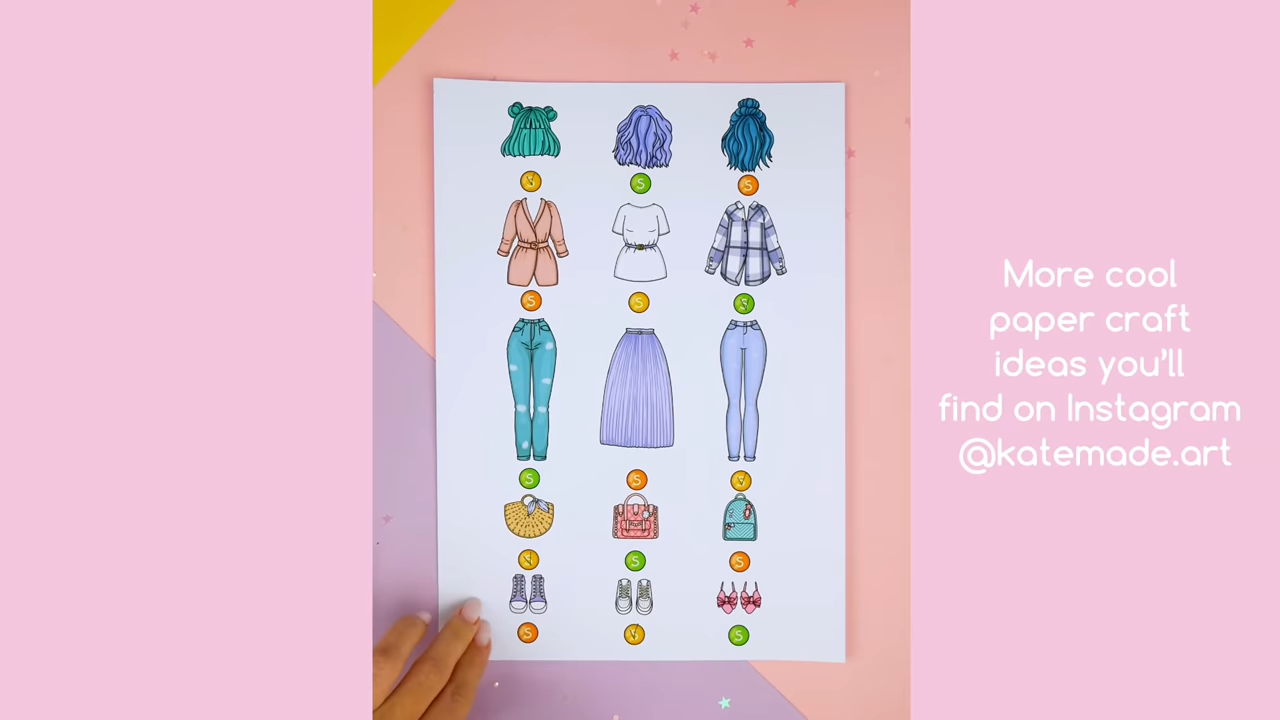 S S S
S S S
S S S
S S S
S S S
More cool
paper craft
ideas you'll
find on Instagram
@katemade.art